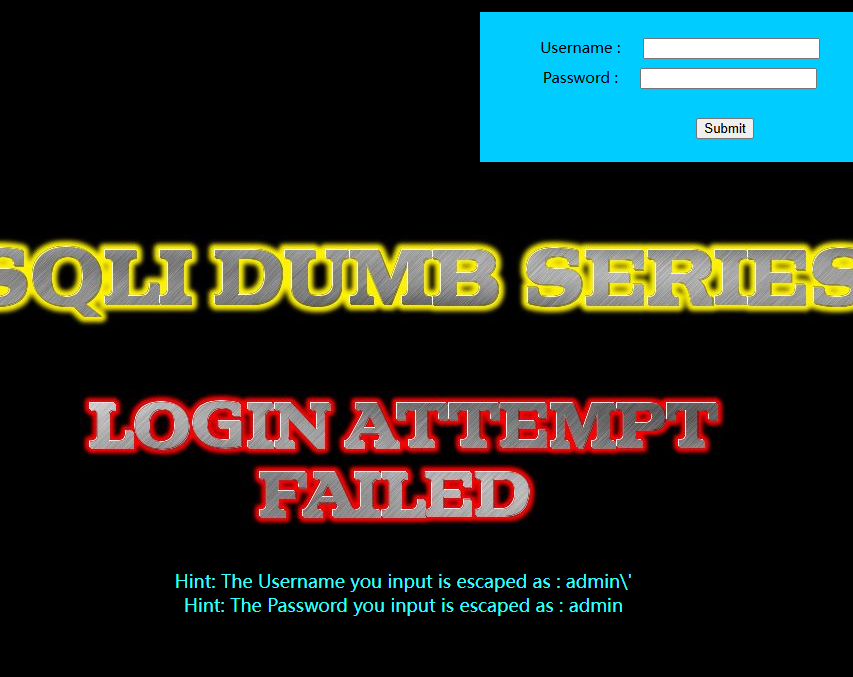 Username :
Password :
Submit
SQLI DUMB SERIES
LOGIN ATTEMPT
FAILED
Hint: The Username you input is escaped as : admin\'
Hint: The Password you input is escaped as : admin